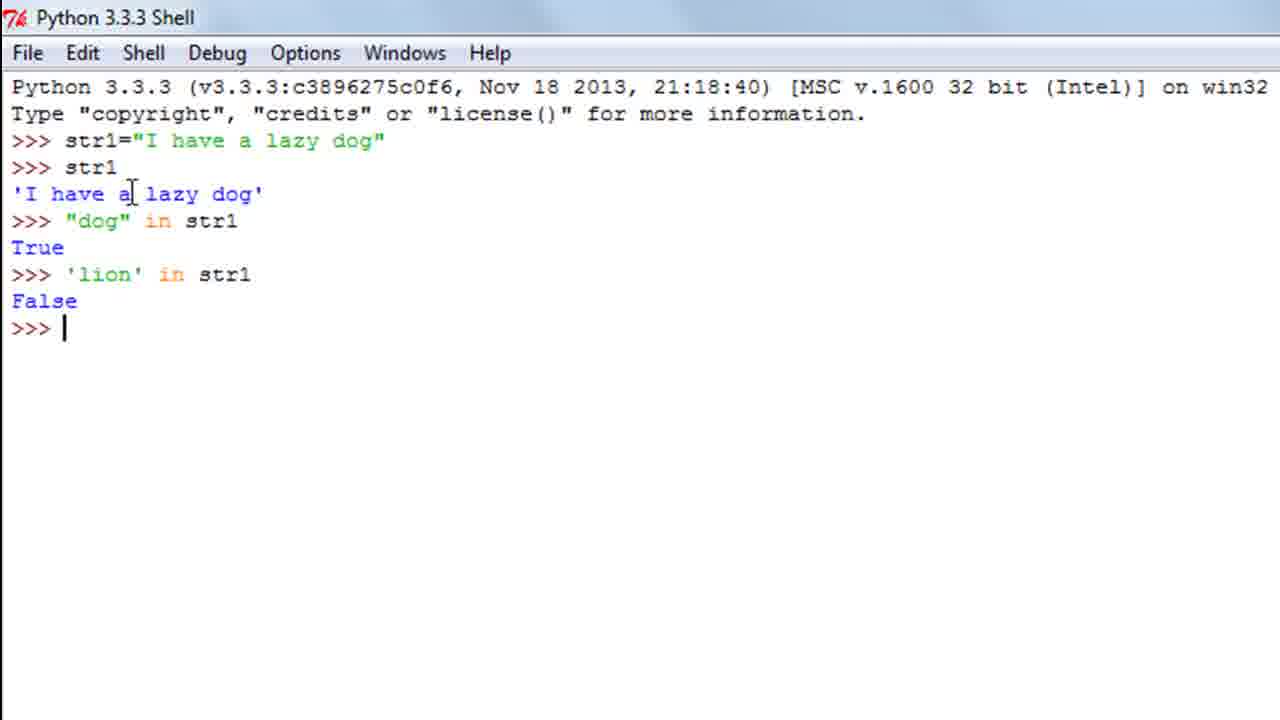 Python 3.3.3 Shell
File Edit Shell Debug Options Windows Help
Python 3.3.3 (v3.3.3:c3896275c0f6, Nov 18 2013, 21:18:40) [MSC v.1600 32 bit (Intel)] on win32
Type "copyright", "credits" or "license()" for more information.
>>> str1="I have a lazy dog"
>>> str1
'I have a lazy dog'
>>> "dog" in str1
True
>>> 'lion' in str1
False
>>>